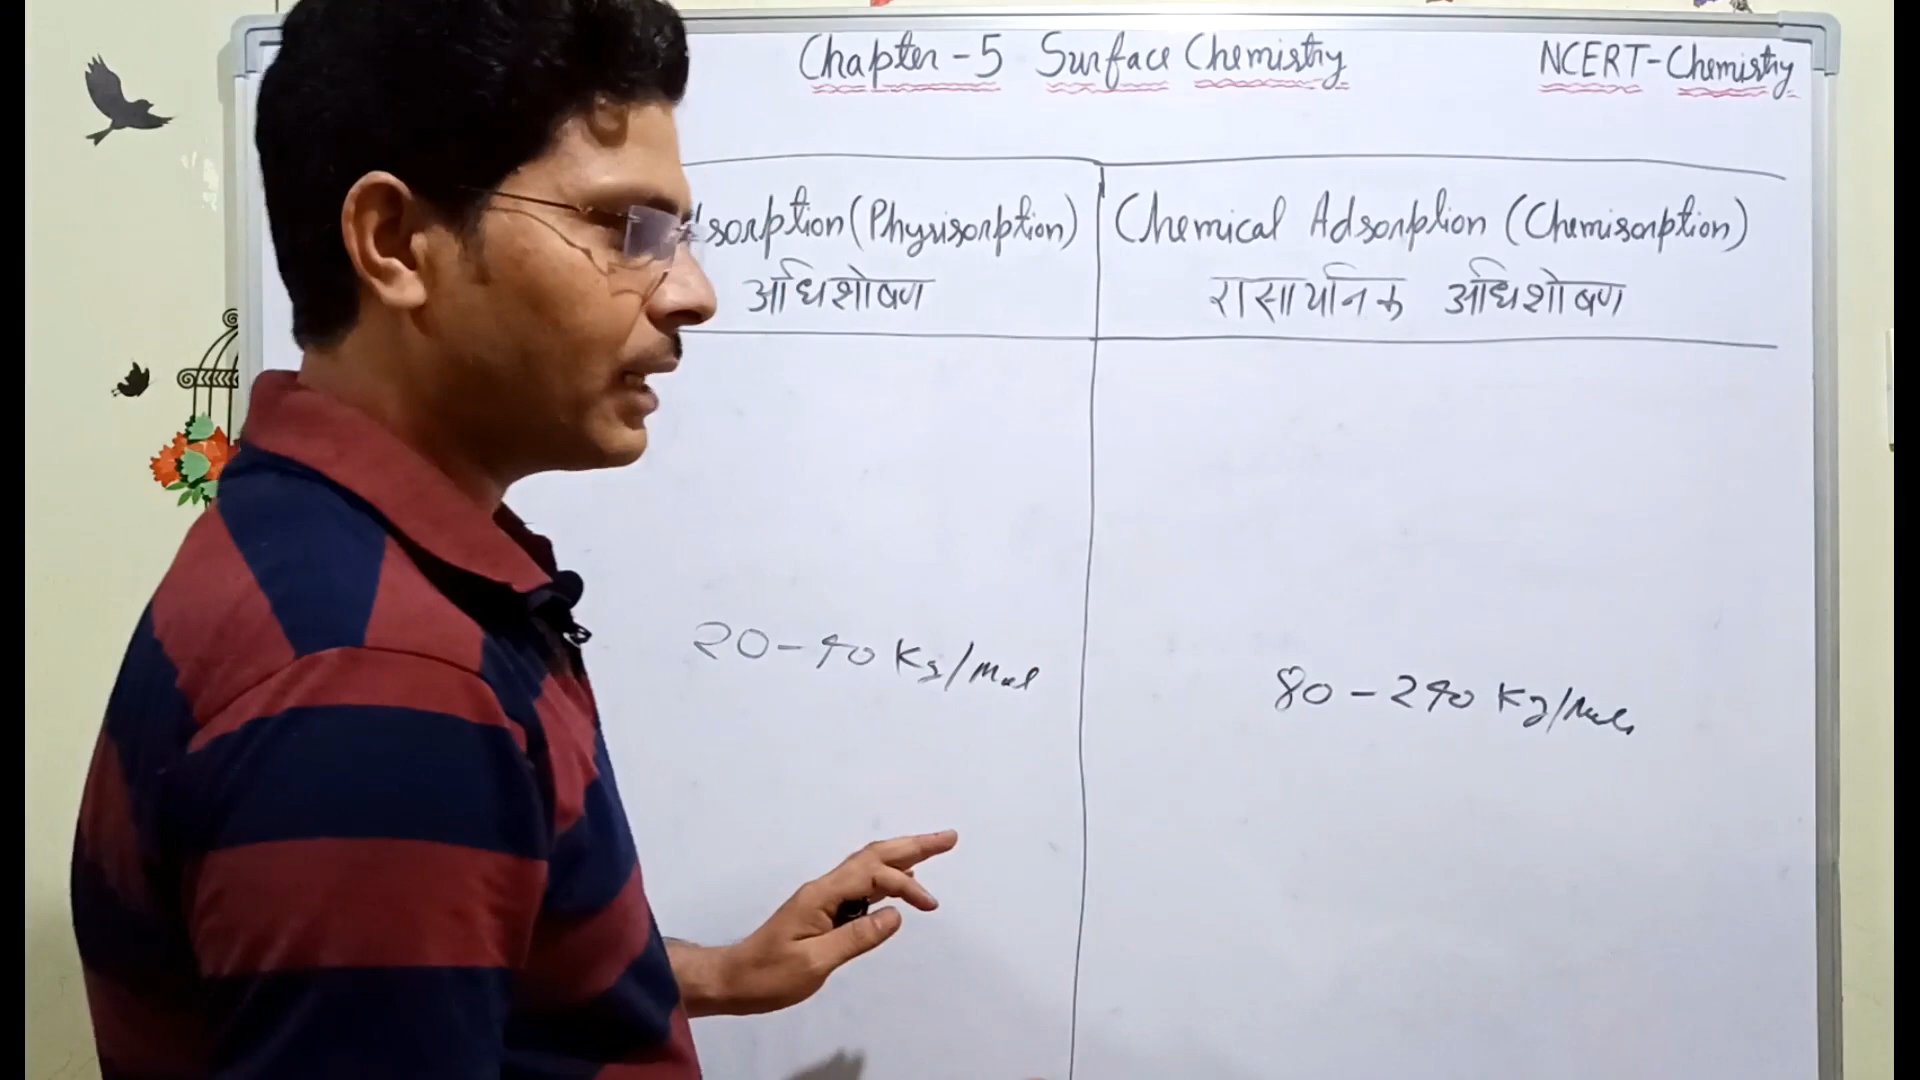 Chapter-5 Surface Chemistry NCERT-Chemistry
sorption (Physisorption) Chemical Adsorption (Chemisorption)
अधिशोषण रासायनिक अधिशोषण
20-40 KJ/mol
80-240 KJ/mol